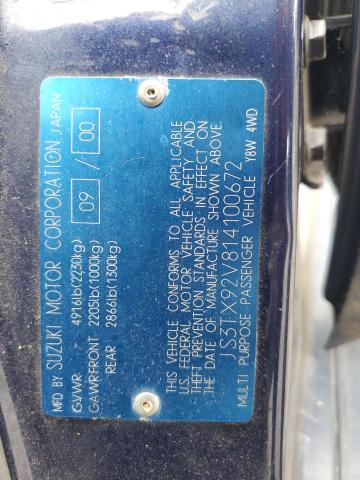 MFD BY SUZUKI MOTOR CORPORATION JAPAN
GVWR 4916lb(2230kg) 09 / 00
GAWRFRONT 2205lb(1000kg)
REAR 2866lb(1300kg)
THIS VEHICLE CONFORMS TO ALL APPLICABLE
U.S. FEDERAL MOTOR VEHICLE SAFETY AND
THEFT PREVENTION STANDARDS IN EFFECT ON
THE DATE OF MANUFACTURE SHOWN ABOVE.
JS3TX92V814100672
MULTI PURPOSE PASSENGER VEHICLE Y8W 4WD